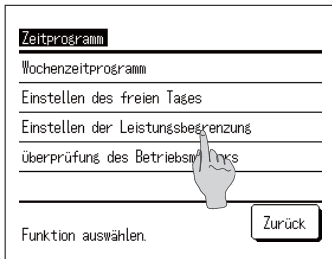 Zeitprogramm
Wochenzeitprogramm
Einstellen des freien Tages
Einstellen der Leistungsbegrenzung
überprüfung des
Funktion auswählen.
Zurück